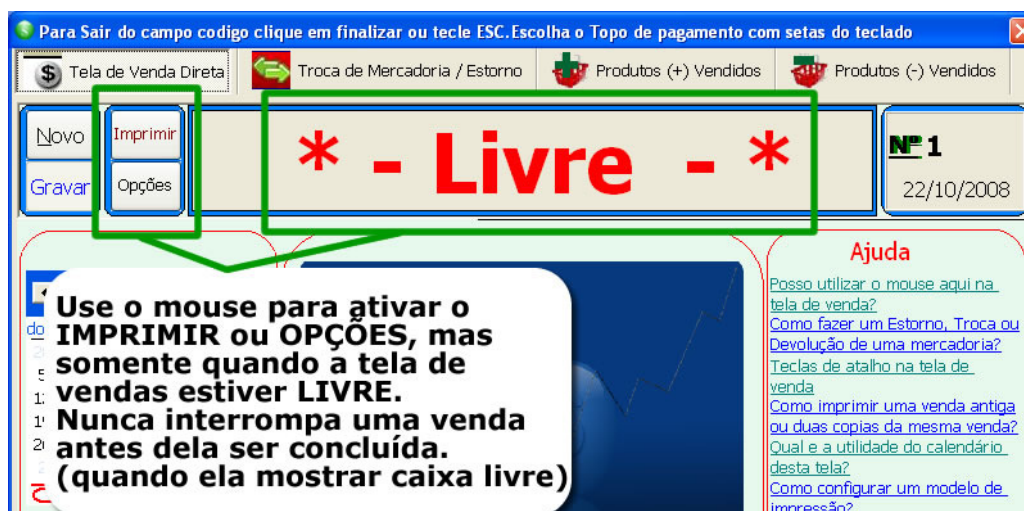 Para Sair do campo codigo clique em finalizar ou tecle ESC.Escolha o Topo de pagamento com setas do teclado
Tela de Venda Direta
Troca de Mercadoria / Estorno
Produtos (+) Vendidos
Produtos (-) Vendidos
Novo
Imprimir
* - Livre - *
Nº 1
Gravar
Opções
22/10/2008
Ajuda
Posso utilizar o mouse aqui na
tela de venda?
Como fazer um Estorno, Troca ou
Devolução de uma mercadoria?
Teclas de atalho na tela de
venda
Como imprimir uma venda antiga
ou duas copias da mesma venda?
Qual e a utilidade do calendário
desta tela?
Como configurar um modelo de
impressão?
Use o mouse para ativar o
IMPRIMIR ou OPÇÕES, mas
somente quando a tela de
vendas estiver LIVRE.
Nunca interrompa uma venda
antes dela ser concluída.
(quando ela mostrar caixa livre)